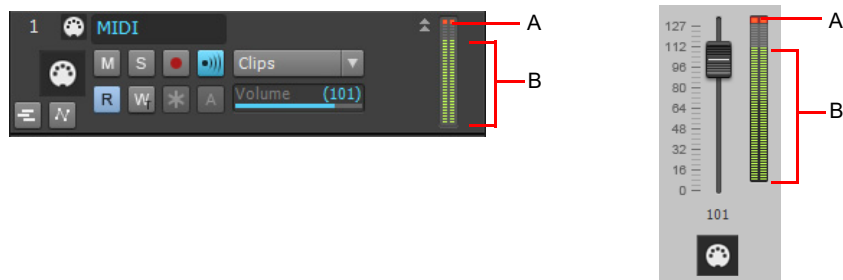 1 MIDI
M S Clips
R W A Volume (101)
A
B
127
112
96
80
64
48
32
16
0
101
A
B